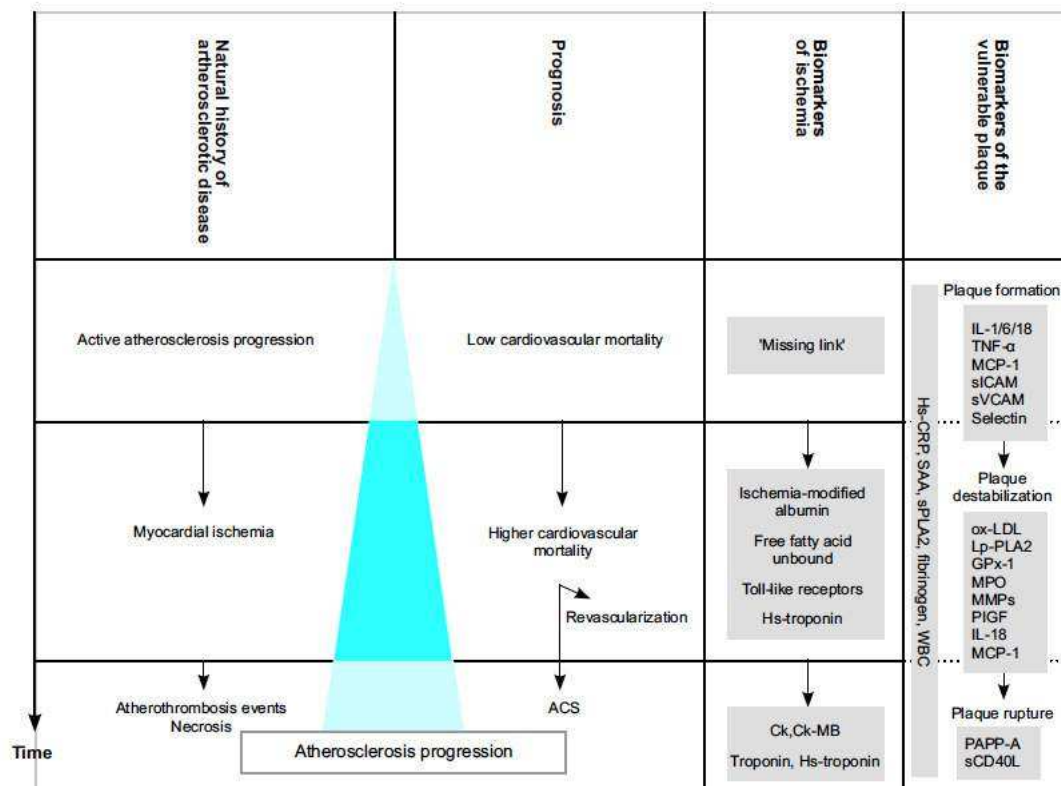 Natural history of
artherosclerotic disease
Prognosis
Biomarkers
of ischemia
Biomarkers of the
vulnerable plaque
Active atherosclerosis progression
Low cardiovascular mortality
'Missing link'
Hs-CRP, SAA, sPLA2, fibrinogen, WBC
Plaque formation
IL-1/6/18
TNF-α
MCP-1
sICAM
sVCAM
Selectin
Myocardial ischemia
Higher cardiovascular
mortality
Revascularization
Ischemia-modified
albumin
Free fatty acid
unbound
Toll-like receptors
Hs-troponin
Plaque
destabilization
ox-LDL
Lp-PLA2
GPx-1
MPO
MMPs
PIGF
IL-18
MCP-1
Atherothrombosis events
Necrosis
ACS
Ck,Ck-MB
Troponin, Hs-troponin
Plaque rupture
PAPP-A
sCD40L
Time
Atherosclerosis progression